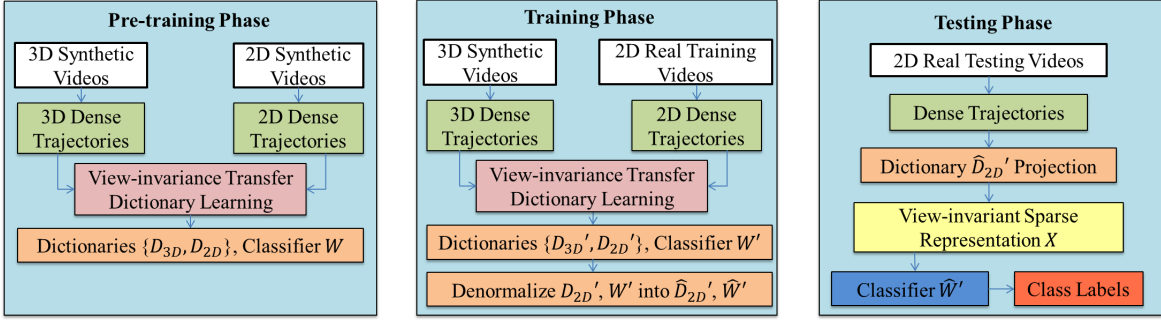 Pre-training Phase
3D Synthetic
Videos
2D Synthetic
Videos
3D Dense
Trajectories
2D Dense
Trajectories
View-invariance Transfer
Dictionary Learning
Dictionaries {D₃D, D₂D}, Classifier W
Training Phase
3D Synthetic
Videos
2D Real Training
Videos
3D Dense
Trajectories
2D Dense
Trajectories
View-invariance Transfer
Dictionary Learning
Dictionaries {D₃D′, D₂D′}, Classifier W′
Denormalize D₂D′, W′ into D̂₂D′, Ŵ′
Testing Phase
2D Real Testing Videos
Dense Trajectories
Dictionary D̂₂D′ Projection
View-invariant Sparse
Representation X
Classifier Ŵ′
Class Labels